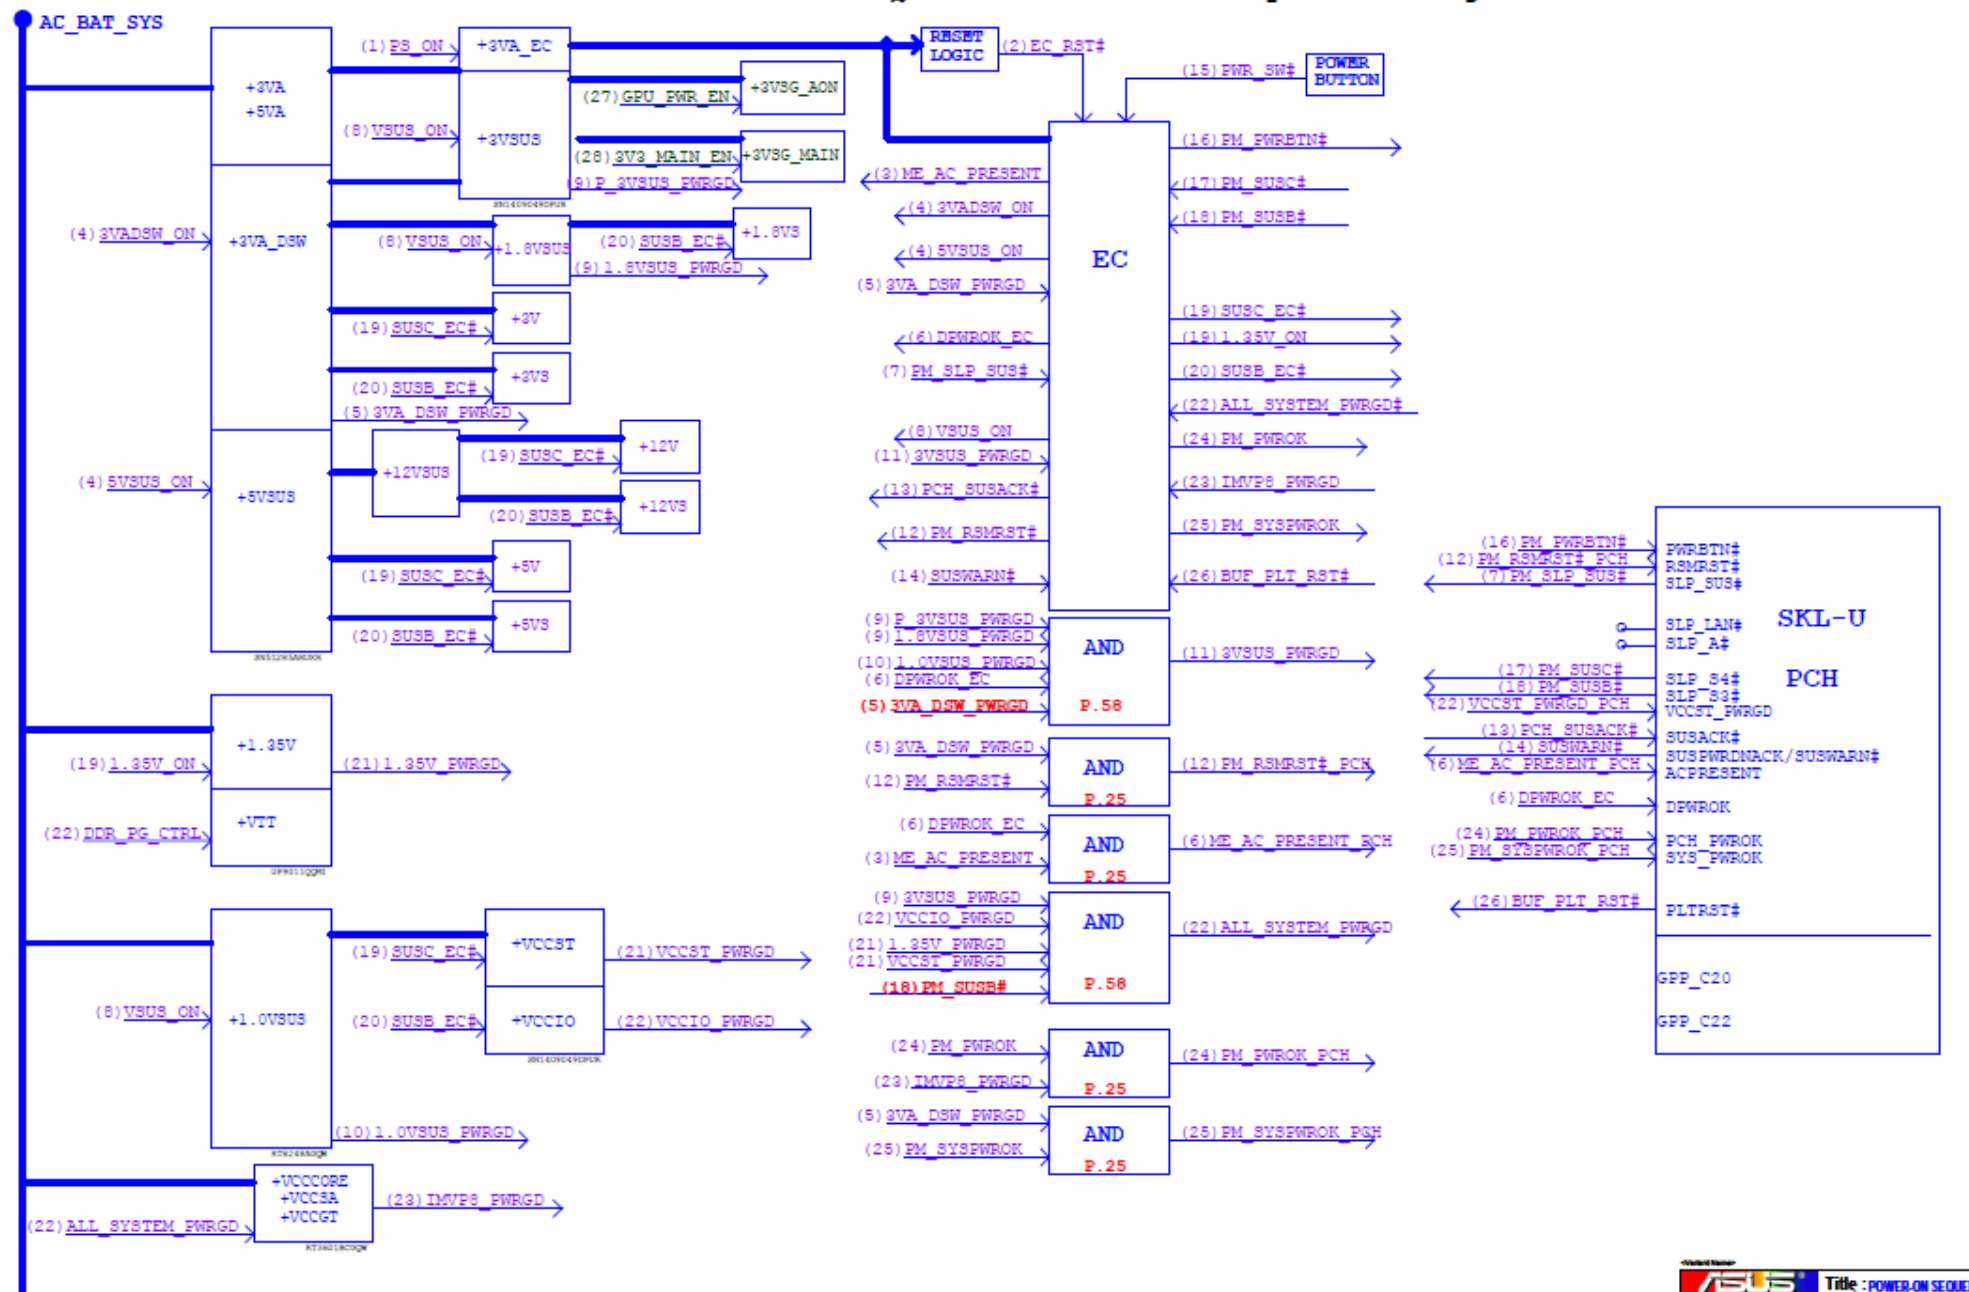 AC_BAT_SYS
+3VA
+5VA
(1)PS_ON
+3VA_EC
(8)VSUS_ON
+3VSUS
(27)GPU_PWR_EN
+3VSG_AON
(28)3V3_MAIN_EN
+3VSG_MAIN
(9)P_3VSUS_PWRGD
(4)3VADSW_ON
+3VA_DSW
(8)VSUS_ON
+1.8VSUS
(20)SUSB_EC#
+1.8VS
(9)1.8VSUS_PWRGD
(19)SUSC_EC#
+3V
(20)SUSB_EC#
+3VS
(5)3VA_DSW_PWRGD
(4)5VSUS_ON
+5VSUS
+12VSUS
(19)SUSC_EC#
+12V
(20)SUSB_EC#
+12VS
(19)SUSC_EC#
+5V
(20)SUSB_EC#
+5VS
(19)1.35V_ON
+1.35V
(21)1.35V_PWRGD
(22)DDR_PG_CTRL
+VTT
(8)VSUS_ON
+1.0VSUS
(19)SUSC_EC#
+VCCST
(21)VCCST_PWRGD
(20)SUSB_EC#
+VCCIO
(22)VCCIO_PWRGD
(10)1.0VSUS_PWRGD
+VCCCORE
+VCCSA
+VCCGT
(22)ALL_SYSTEM_PWRGD
(23)IMVP8_PWRGD
RESET
LOGIC
(2)EC_RST#
(15)PWR_SW#
POWER
BUTTON
EC
(3)ME_AC_PRESENT
(4)3VADSW_ON
(4)5VSUS_ON
(5)3VA_DSW_PWRGD
(6)DPWROK_EC
(7)PM_SLP_SUS#
(8)VSUS_ON
(11)3VSUS_PWRGD
(13)PCH_SUSACK#
(12)PM_RSMRST#
(14)SUSWARN#
(16)PM_PWRBTN#
(17)PM_SUSC#
(18)PM_SUSB#
(19)SUSC_EC#
(19)1.35V_ON
(20)SUSB_EC#
(22)ALL_SYSTEM_PWRGD#
(24)PM_PWROK
(23)IMVP8_PWRGD
(25)PM_SYSPWROK
(26)BUF_PLT_RST#
(9)P_3VSUS_PWRGD
(9)1.8VSUS_PWRGD
(10)1.0VSUS_PWRGD
(6)DPWROK_EC
(5)3VA_DSW_PWRGD
AND
P.58
(11)3VSUS_PWRGD
(5)3VA_DSW_PWRGD
(12)PM_RSMRST#
AND
P.25
(12)PM_RSMRST#_PCH
(6)DPWROK_EC
(3)ME_AC_PRESENT
AND
P.25
(6)ME_AC_PRESENT_PCH
(9)3VSUS_PWRGD
(22)VCCIO_PWRGD
(21)1.35V_PWRGD
(21)VCCST_PWRGD
(18)PM_SUSB#
AND
P.58
(22)ALL_SYSTEM_PWRGD
(24)PM_PWROK
(23)IMVP8_PWRGD
AND
P.25
(24)PM_PWROK_PCH
(5)3VA_DSW_PWRGD
(25)PM_SYSPWROK
AND
P.25
(25)PM_SYSPWROK_PCH
SKL-U
PCH
(16)PM_PWRBTN#
PWRBTN#
(12)PM_RSMRST#_PCH
RSMRST#
(7)PM_SLP_SUS#
SLP_SUS#
SLP_LAN#
SLP_A#
(17)PM_SUSC#
SLP_S4#
(18)PM_SUSB#
SLP_S3#
(22)VCCST_PWRGD_PCH
VCCST_PWRGD
(13)PCH_SUSACK#
SUSACK#
(14)SUSWARN#
SUSPWRDNACK/SUSWARN#
(6)ME_AC_PRESENT_PCH
ACPRESENT
(6)DPWROK_EC
DPWROK
(24)PM_PWROK_PCH
PCH_PWROK
(25)PM_SYSPWROK_PCH
SYS_PWROK
(26)BUF_PLT_RST#
PLTRST#
GPP_C20
GPP_C22
<Variant Name>
ASUS
Title : POWER-ON SEQUE